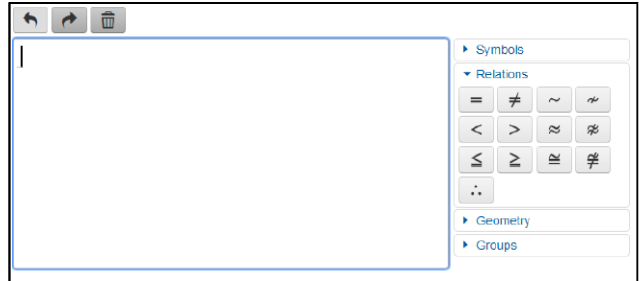 Symbols
Relations
= ≠ ~ ≁
< > ≈ ≉
≦ ≧ ≅ ≇
∴
Geometry
Groups